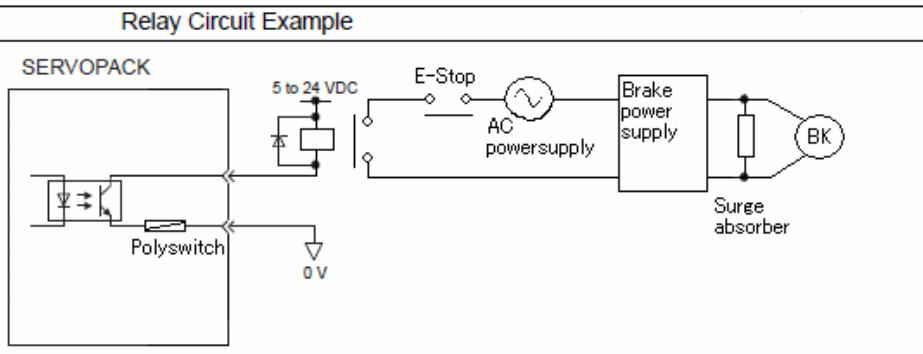 Relay Circuit Example
SERVOPACK
5 to 24 VDC
E-Stop
AC
powersupply
Brake
power
supply
BK
Surge
absorber
Polyswitch
0 V